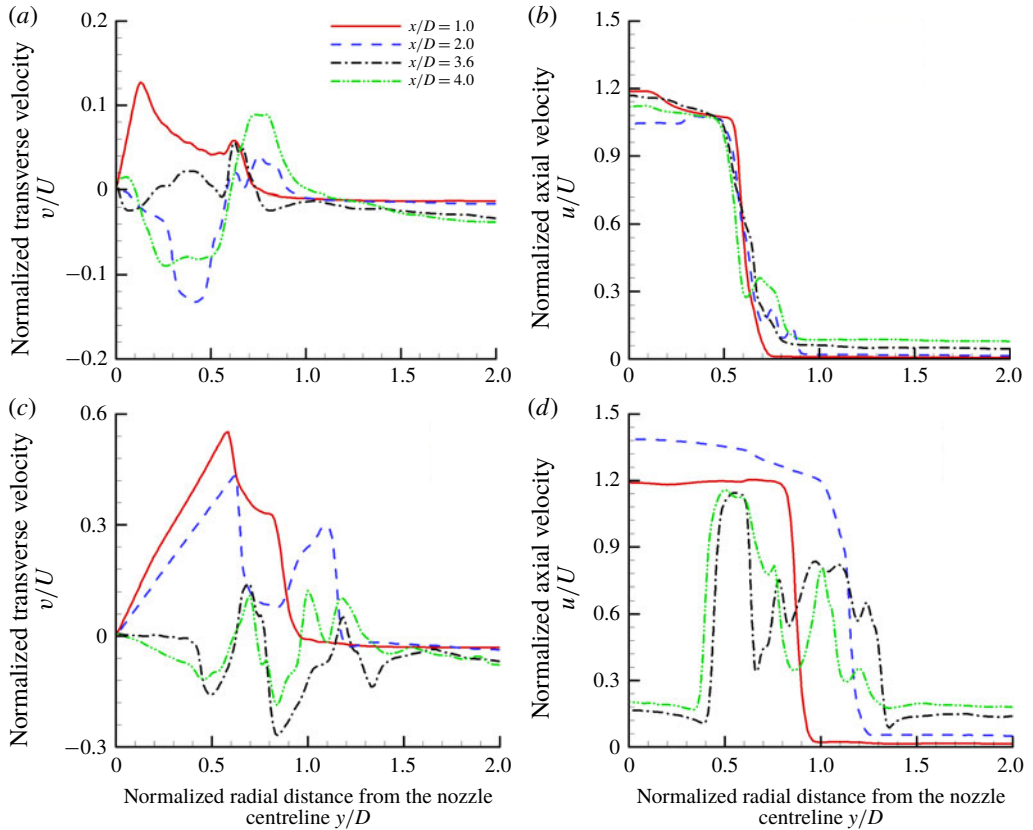 (a)
0.2
0.1
0
−0.1
−0.2
Normalized transverse velocity
v/U
x/D = 1.0
x/D = 2.0
x/D = 3.6
x/D = 4.0
0 0.5 1.0 1.5 2.0
(b)
1.5
1.2
0.9
0.6
0.3
0
Normalized axial velocity
u/U
0 0.5 1.0 1.5 2.0
(c)
0.6
0.3
0
−0.3
Normalized transverse velocity
v/U
0 0.5 1.0 1.5 2.0
Normalized radial distance from the nozzle
centreline y/D
(d)
1.5
1.2
0.9
0.6
0.3
0
Normalized axial velocity
u/U
0 0.5 1.0 1.5 2.0
Normalized radial distance from the nozzle
centreline y/D